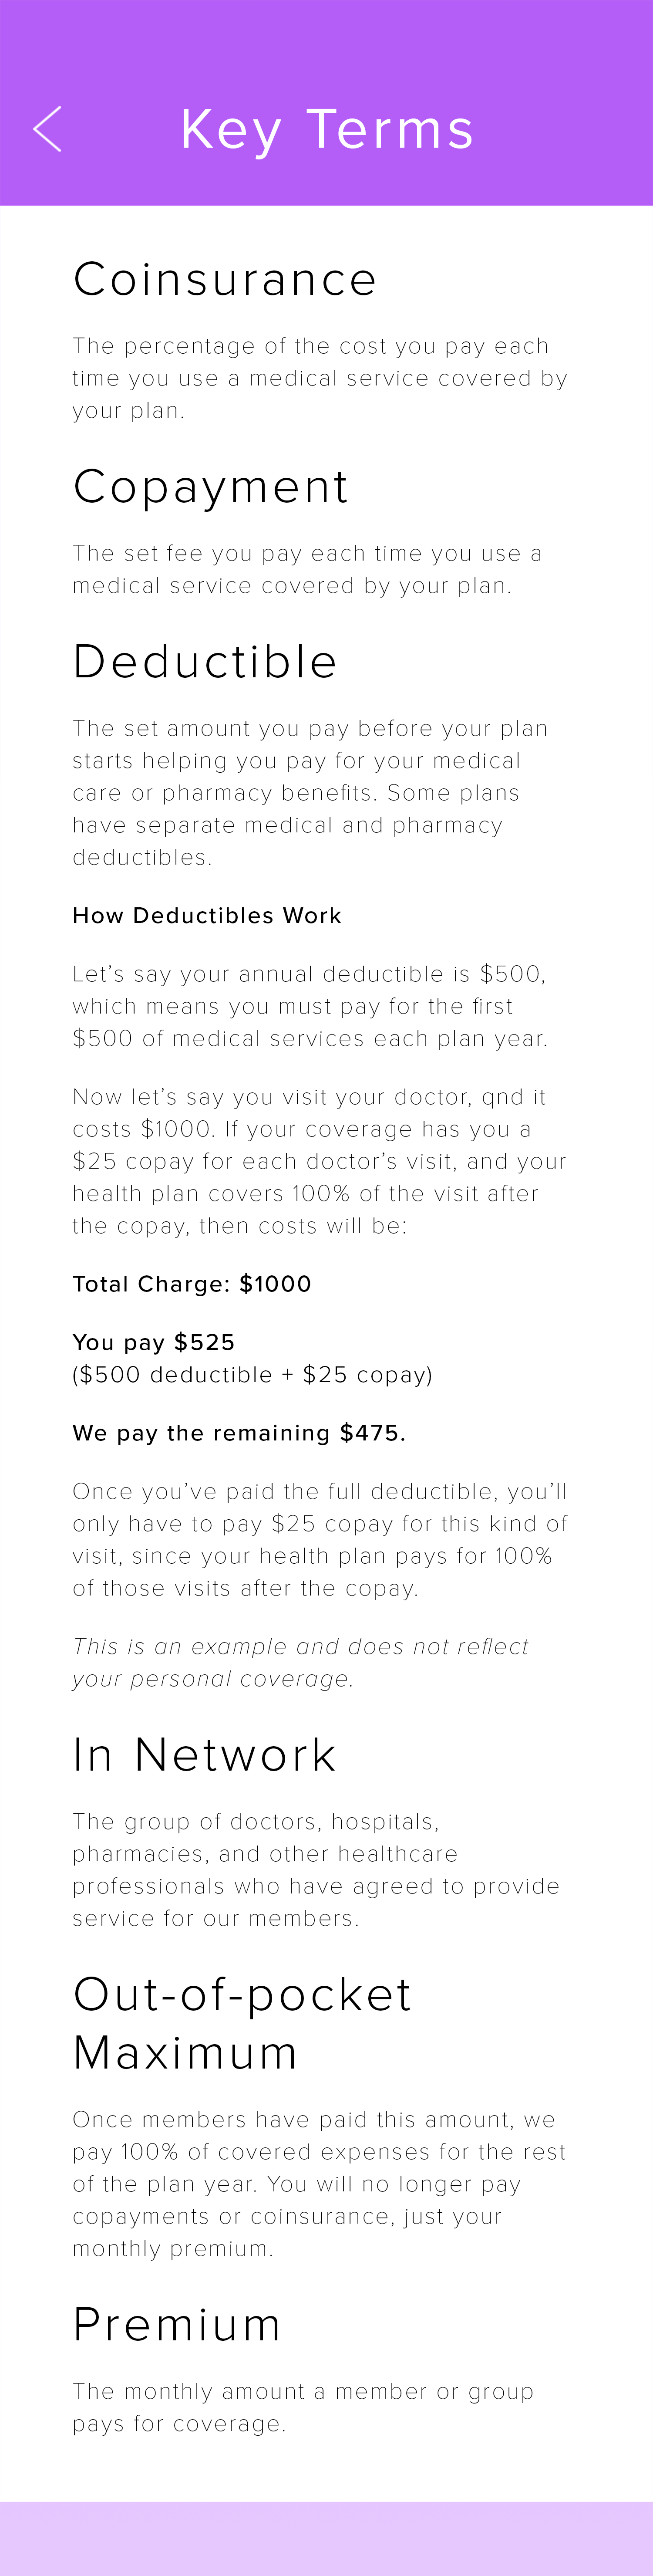 Key Terms
Coinsurance
The percentage of the cost you pay each
time you use a medical service covered by
your plan.
Copayment
The set fee you pay each time you use a
medical service covered by your plan.
Deductible
The set amount you pay before your plan
starts helping you pay for your medical
care or pharmacy benefits. Some plans
have separate medical and pharmacy
deductibles.
How Deductibles Work
Let’s say your annual deductible is $500,
which means you must pay for the first
$500 of medical services each plan year.
Now let’s say you visit your doctor, qnd it
costs $1000. If your coverage has you a
$25 copay for each doctor’s visit, and your
health plan covers 100% of the visit after
the copay, then costs will be:
Total Charge: $1000
You pay $525
($500 deductible + $25 copay)
We pay the remaining $475.
Once you’ve paid the full deductible, you’ll
only have to pay $25 copay for this kind of
visit, since your health plan pays for 100%
of those visits after the copay.
This is an example and does not reflect
your personal coverage.
In Network
The group of doctors, hospitals,
pharmacies, and other healthcare
professionals who have agreed to provide
service for our members.
Out-of-pocket
Maximum
Once members have paid this amount, we
pay 100% of covered expenses for the rest
of the plan year. You will no longer pay
copayments or coinsurance, just your
monthly premium.
Premium
The monthly amount a member or group
pays for coverage.